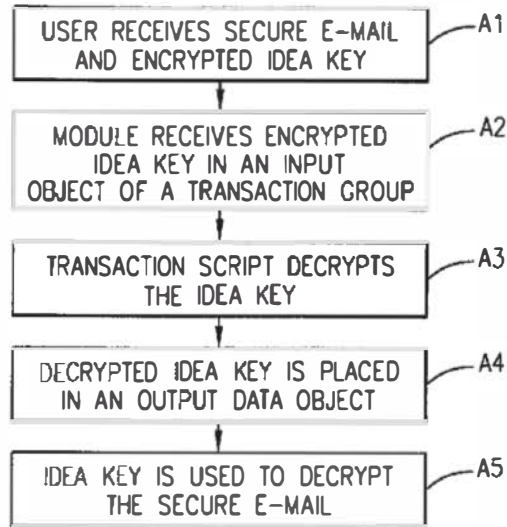 USER RECEIVES SECURE E-MAIL
AND ENCRYPTED IDEA KEY
A1
MODULE RECEIVES ENCRYPTED
IDEA KEY IN AN INPUT
OBJECT OF A TRANSACTION GROUP
A2
TRANSACTION SCRIPT DECRYPTS
THE IDEA KEY
A3
DECRYPTED IDEA KEY IS PLACED
IN AN OUTPUT DATA OBJECT
A4
IDEA KEY IS USED TO DECRYPT
THE SECURE E-MAIL
A5